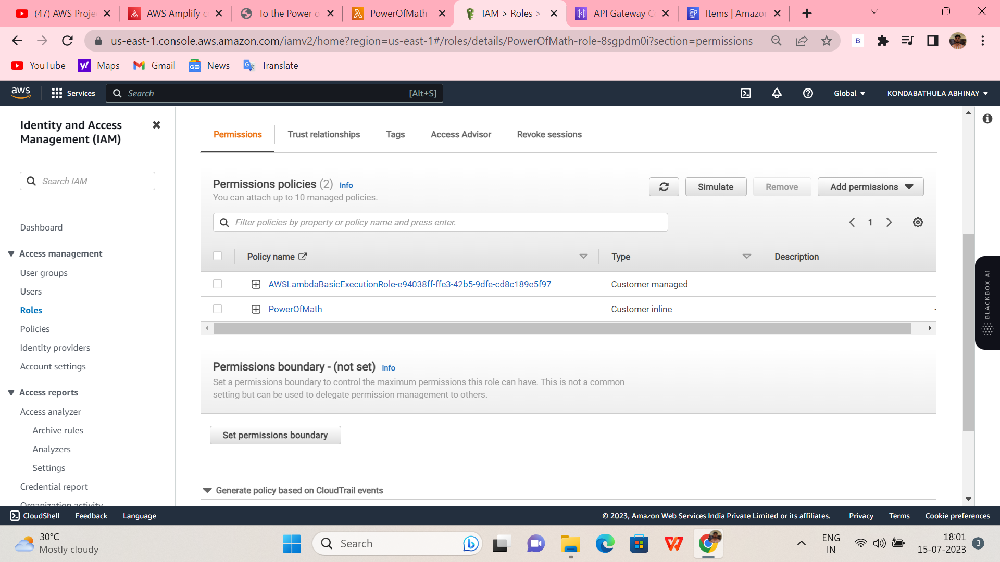 (47) AWS Proje
AWS Amplify c
To the Power o
PowerOfMath -
IAM > Roles >
API Gateway C
Items | Amazon
us-east-1.console.aws.amazon.com/iamv2/home?region=us-east-1#/roles/details/PowerOfMath-role-8sgpdm0i?section=permissions
B
YouTube
Maps
Gmail
News
Translate
aws
Services
Search
[Alt+S]
Global
KONDABATHULA ABHINAY
Identity and Access
Management (IAM)
Search IAM
Dashboard
Access management
User groups
Users
Roles
Policies
Identity providers
Account settings
Access reports
Access analyzer
Archive rules
Analyzers
Settings
Credential report
Organization activity
Permissions
Trust relationships
Tags
Access Advisor
Revoke sessions
Permissions policies (2) Info
You can attach up to 10 managed policies.
Simulate
Remove
Add permissions
Filter policies by property or policy name and press enter.
1
Policy name
Type
Description
AWSLambdaBasicExecutionRole-e94038ff-ffe3-42b5-9dfe-cd8c189e5f97
Customer managed
PowerOfMath
Customer inline
-
Permissions boundary - (not set) Info
Set a permissions boundary to control the maximum permissions this role can have. This is not a common
setting but can be used to delegate permission management to others.
Set permissions boundary
Generate policy based on CloudTrail events
BLACKBOX AI
CloudShell
Feedback
Language
© 2023, Amazon Web Services India Private Limited or its affiliates.
Privacy
Terms
Cookie preferences
30°C
Mostly cloudy
Search
ENG
IN
18:01
15-07-2023
3